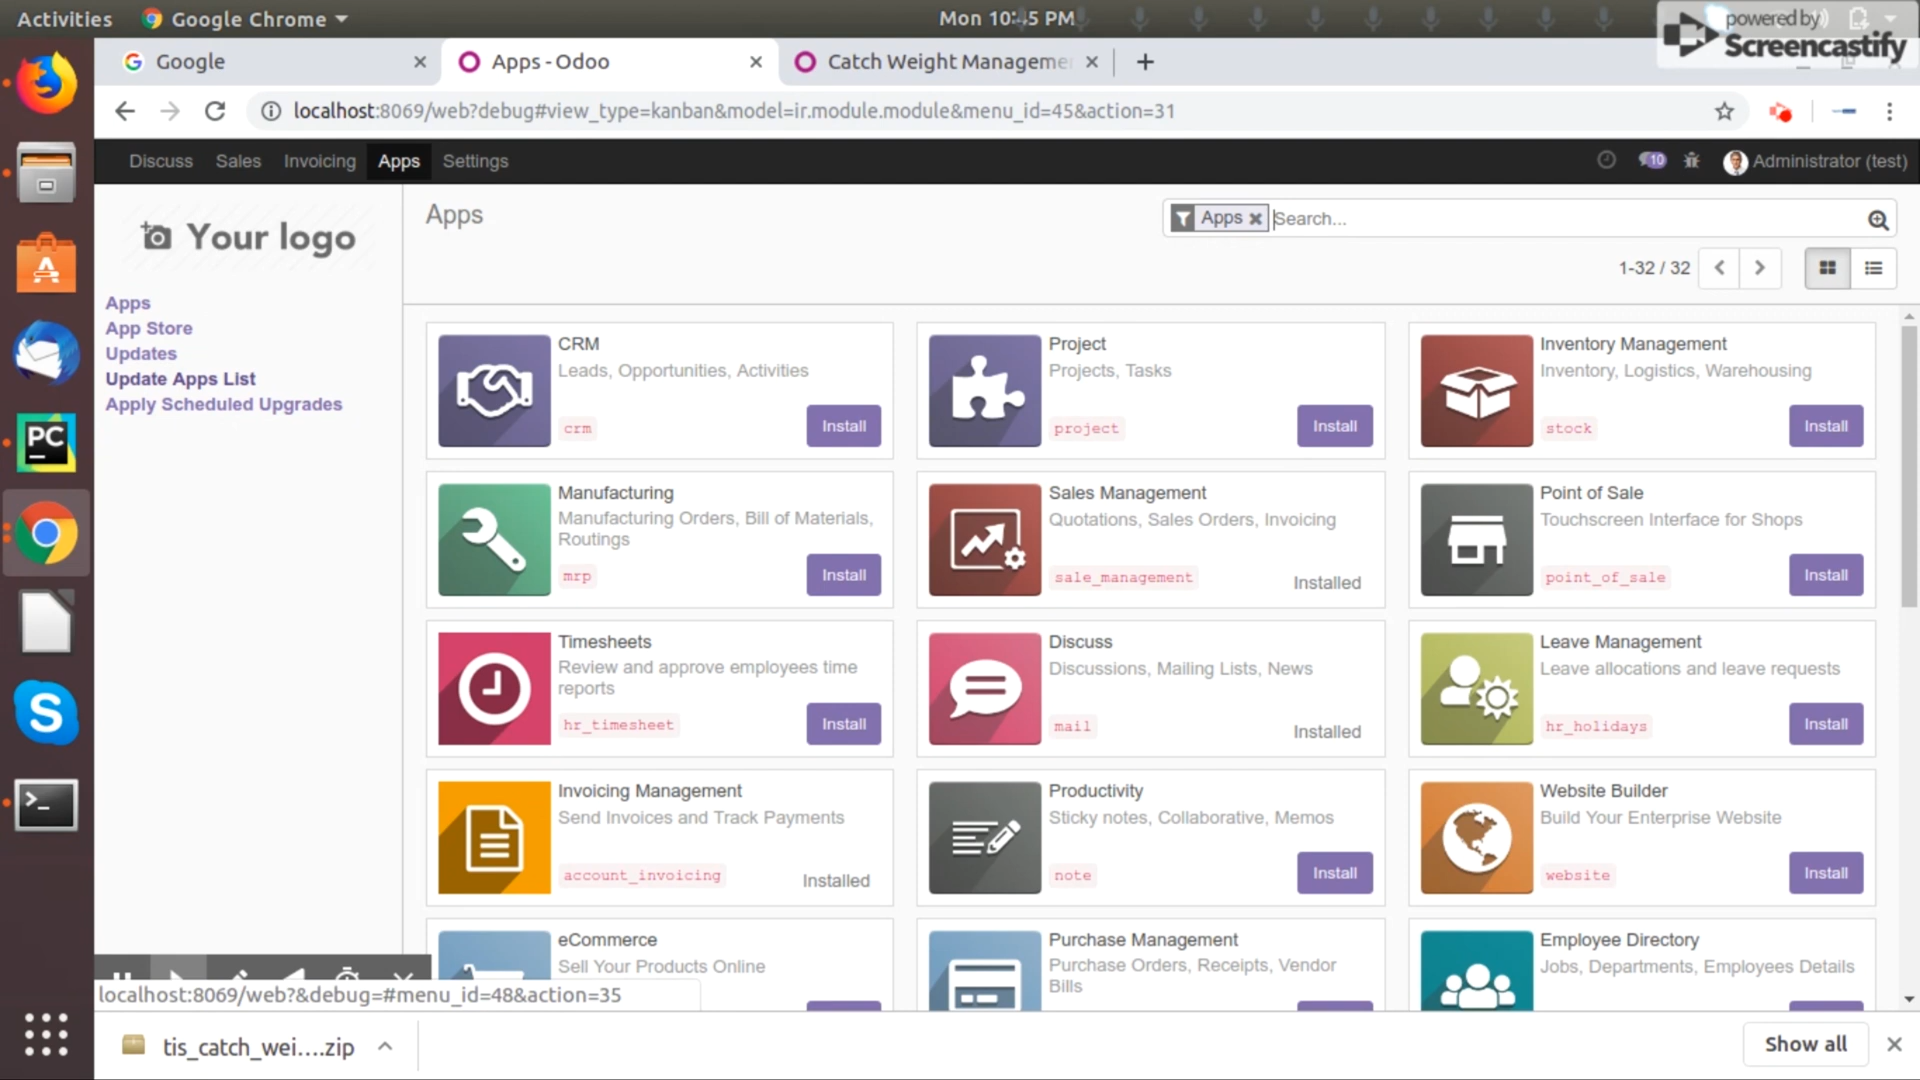 Activities
Google Chrome
Mon 10:45 PM
powered by
Screencastify
Google
Apps - Odoo
Catch Weight Manageme
localhost:8069/web?debug#view_type=kanban&model=ir.module.module&menu_id=45&action=31
Discuss
Sales
Invoicing
Apps
Settings
10
Administrator (test)
Your logo
Apps
App Store
Updates
Update Apps List
Apply Scheduled Upgrades
Apps
Apps
Search...
1-32 / 32
CRM
Leads, Opportunities, Activities
crm
Install
Project
Projects, Tasks
project
Install
Inventory Management
Inventory, Logistics, Warehousing
stock
Install
Manufacturing
Manufacturing Orders, Bill of Materials,
Routings
mrp
Install
Sales Management
Quotations, Sales Orders, Invoicing
sale_management
Installed
Point of Sale
Touchscreen Interface for Shops
point_of_sale
Install
Timesheets
Review and approve employees time
reports
hr_timesheet
Install
Discuss
Discussions, Mailing Lists, News
mail
Installed
Leave Management
Leave allocations and leave requests
hr_holidays
Install
Invoicing Management
Send Invoices and Track Payments
account_invoicing
Installed
Productivity
Sticky notes, Collaborative, Memos
note
Install
Website Builder
Build Your Enterprise Website
website
Install
eCommerce
Sell Your Products Online
Purchase Management
Purchase Orders, Receipts, Vendor
Bills
Employee Directory
Jobs, Departments, Employees Details
PC
S
localhost:8069/web?&debug=#menu_id=48&action=35
tis_catch_wei....zip
Show all